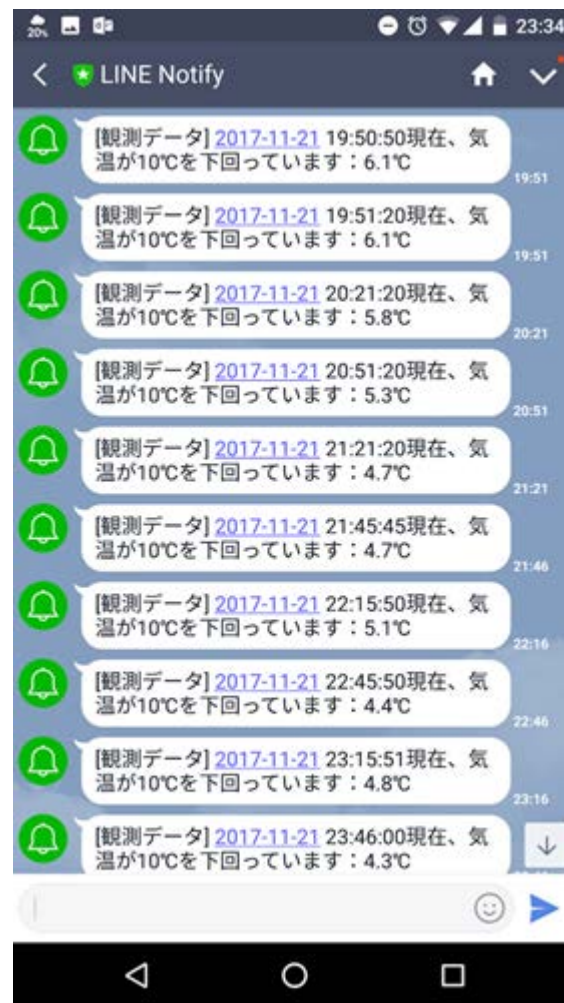 20%
23:34
LINE Notify
[観測データ] 2017-11-21 19:50:50現在、気
温が10℃を下回っています：6.1℃
19:51
[観測データ] 2017-11-21 19:51:20現在、気
温が10℃を下回っています：6.1℃
19:51
[観測データ] 2017-11-21 20:21:20現在、気
温が10℃を下回っています：5.8℃
20:21
[観測データ] 2017-11-21 20:51:20現在、気
温が10℃を下回っています：5.3℃
20:51
[観測データ] 2017-11-21 21:21:20現在、気
温が10℃を下回っています：4.7℃
21:21
[観測データ] 2017-11-21 21:45:45現在、気
温が10℃を下回っています：4.7℃
21:46
[観測データ] 2017-11-21 22:15:50現在、気
温が10℃を下回っています：5.1℃
22:16
[観測データ] 2017-11-21 22:45:50現在、気
温が10℃を下回っています：4.4℃
22:46
[観測データ] 2017-11-21 23:15:51現在、気
温が10℃を下回っています：4.8℃
23:16
[観測データ] 2017-11-21 23:46:00現在、気
温が10℃を下回っています：4.3℃